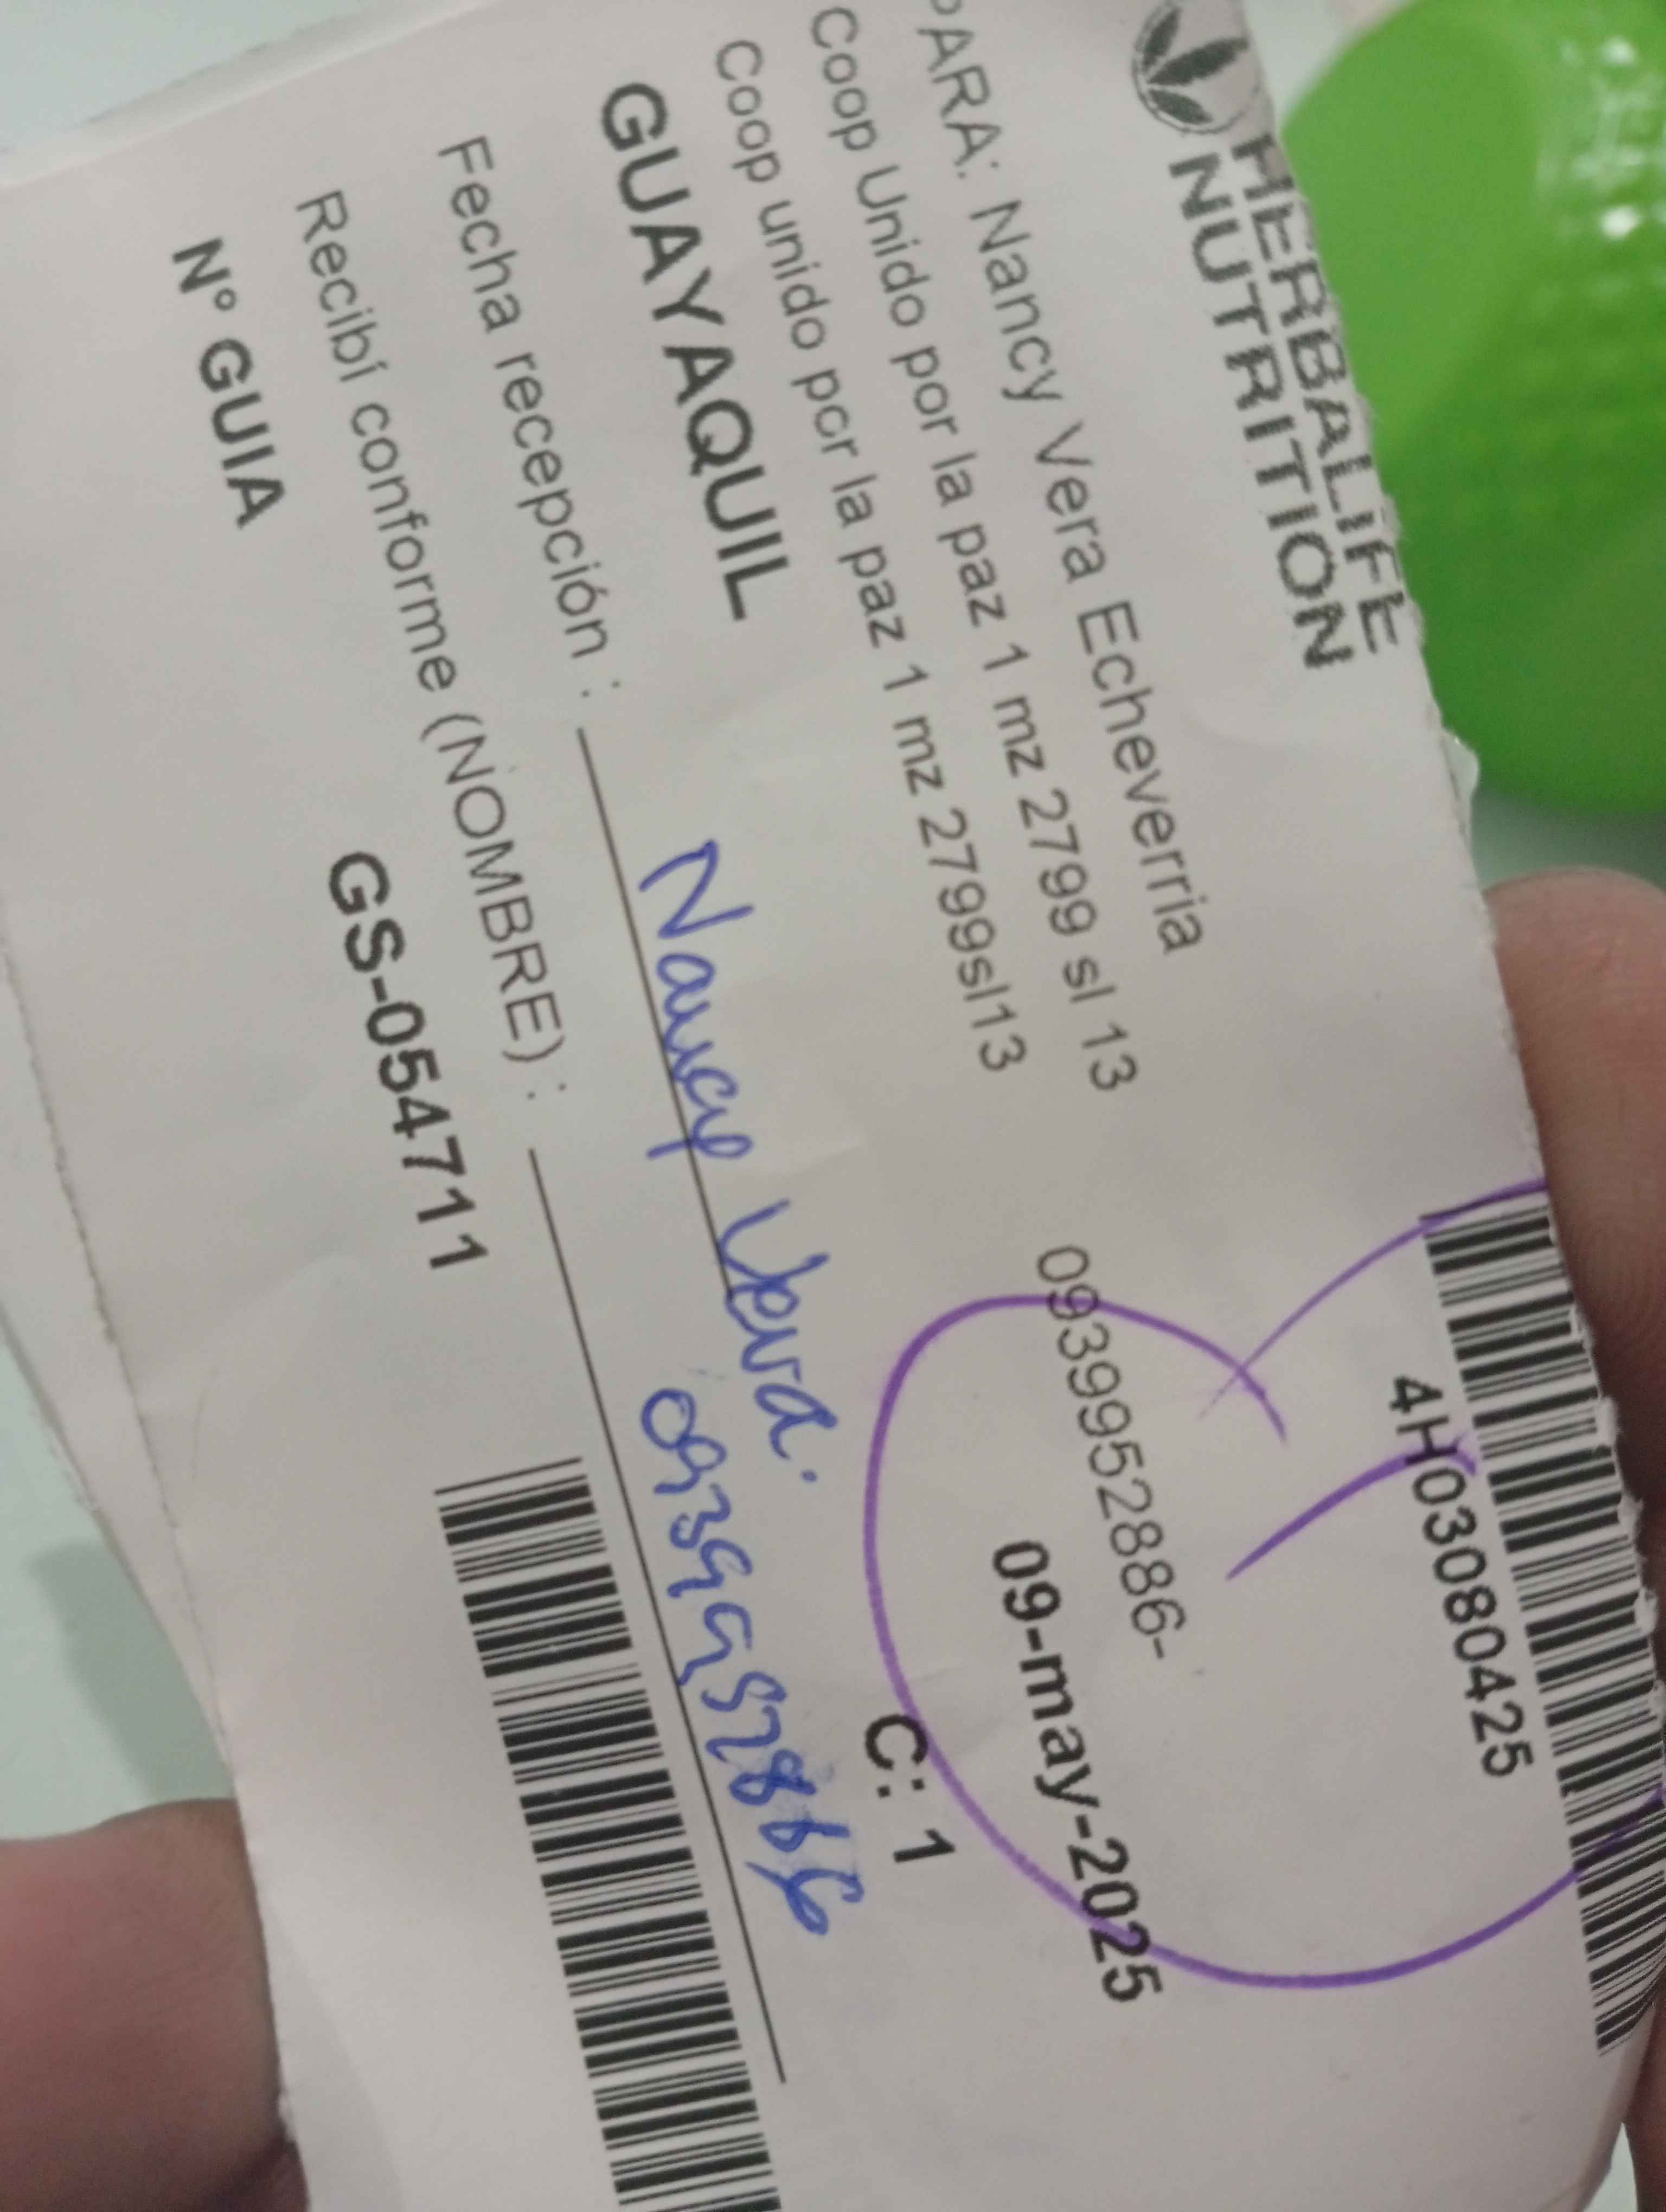 HERBALIFE
NUTRITION
4H03080425
PARA: Nancy Vera Echeverria
Coop Unido por la paz 1 mz 2799 sl 13
0939952886-
Coop unido por la paz 1 mz 2799sl13
09-may-2025
GUAYAQUIL
C: 1
Fecha recepción :
Nancy Vera.
Recibí conforme (NOMBRE) :
0939952886
N° GUIA
GS-054711